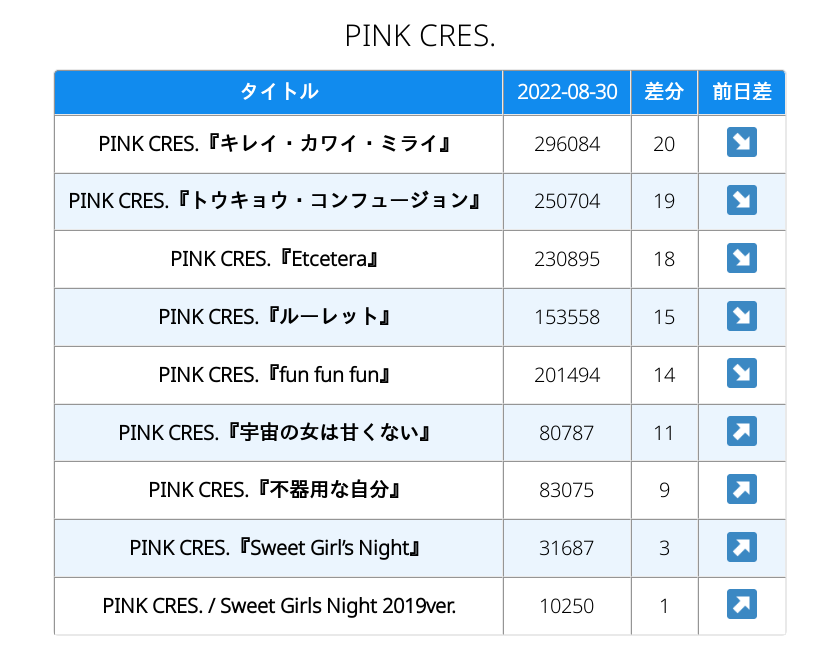 PINK CRES.
タイトル 2022-08-30 差分 前日差
PINK CRES.『キレイ・カワイ・ミライ』 296084 20 ↘
PINK CRES.『トウキョウ・コンフュージョン』 250704 19 ↘
PINK CRES.『Etcetera』 230895 18 ↘
PINK CRES.『ルーレット』 153558 15 ↘
PINK CRES.『fun fun fun』 201494 14 ↘
PINK CRES.『宇宙の女は甘くない』 80787 11 ↗
PINK CRES.『不器用な自分』 83075 9 ↗
PINK CRES.『Sweet Girl’s Night』 31687 3 ↗
PINK CRES. / Sweet Girls Night 2019ver. 10250 1 ↗